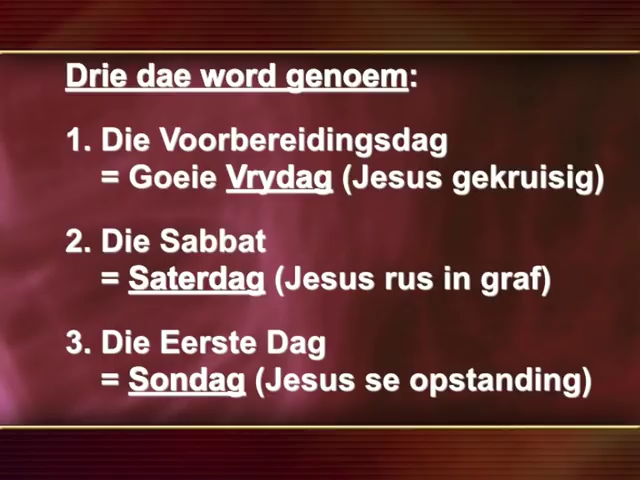 Drie dae word genoem:
1. Die Voorbereidingsdag
= Goeie Vrydag (Jesus gekruisig)
2. Die Sabbat
= Saterdag (Jesus rus in graf)
3. Die Eerste Dag
= Sondag (Jesus se opstanding)